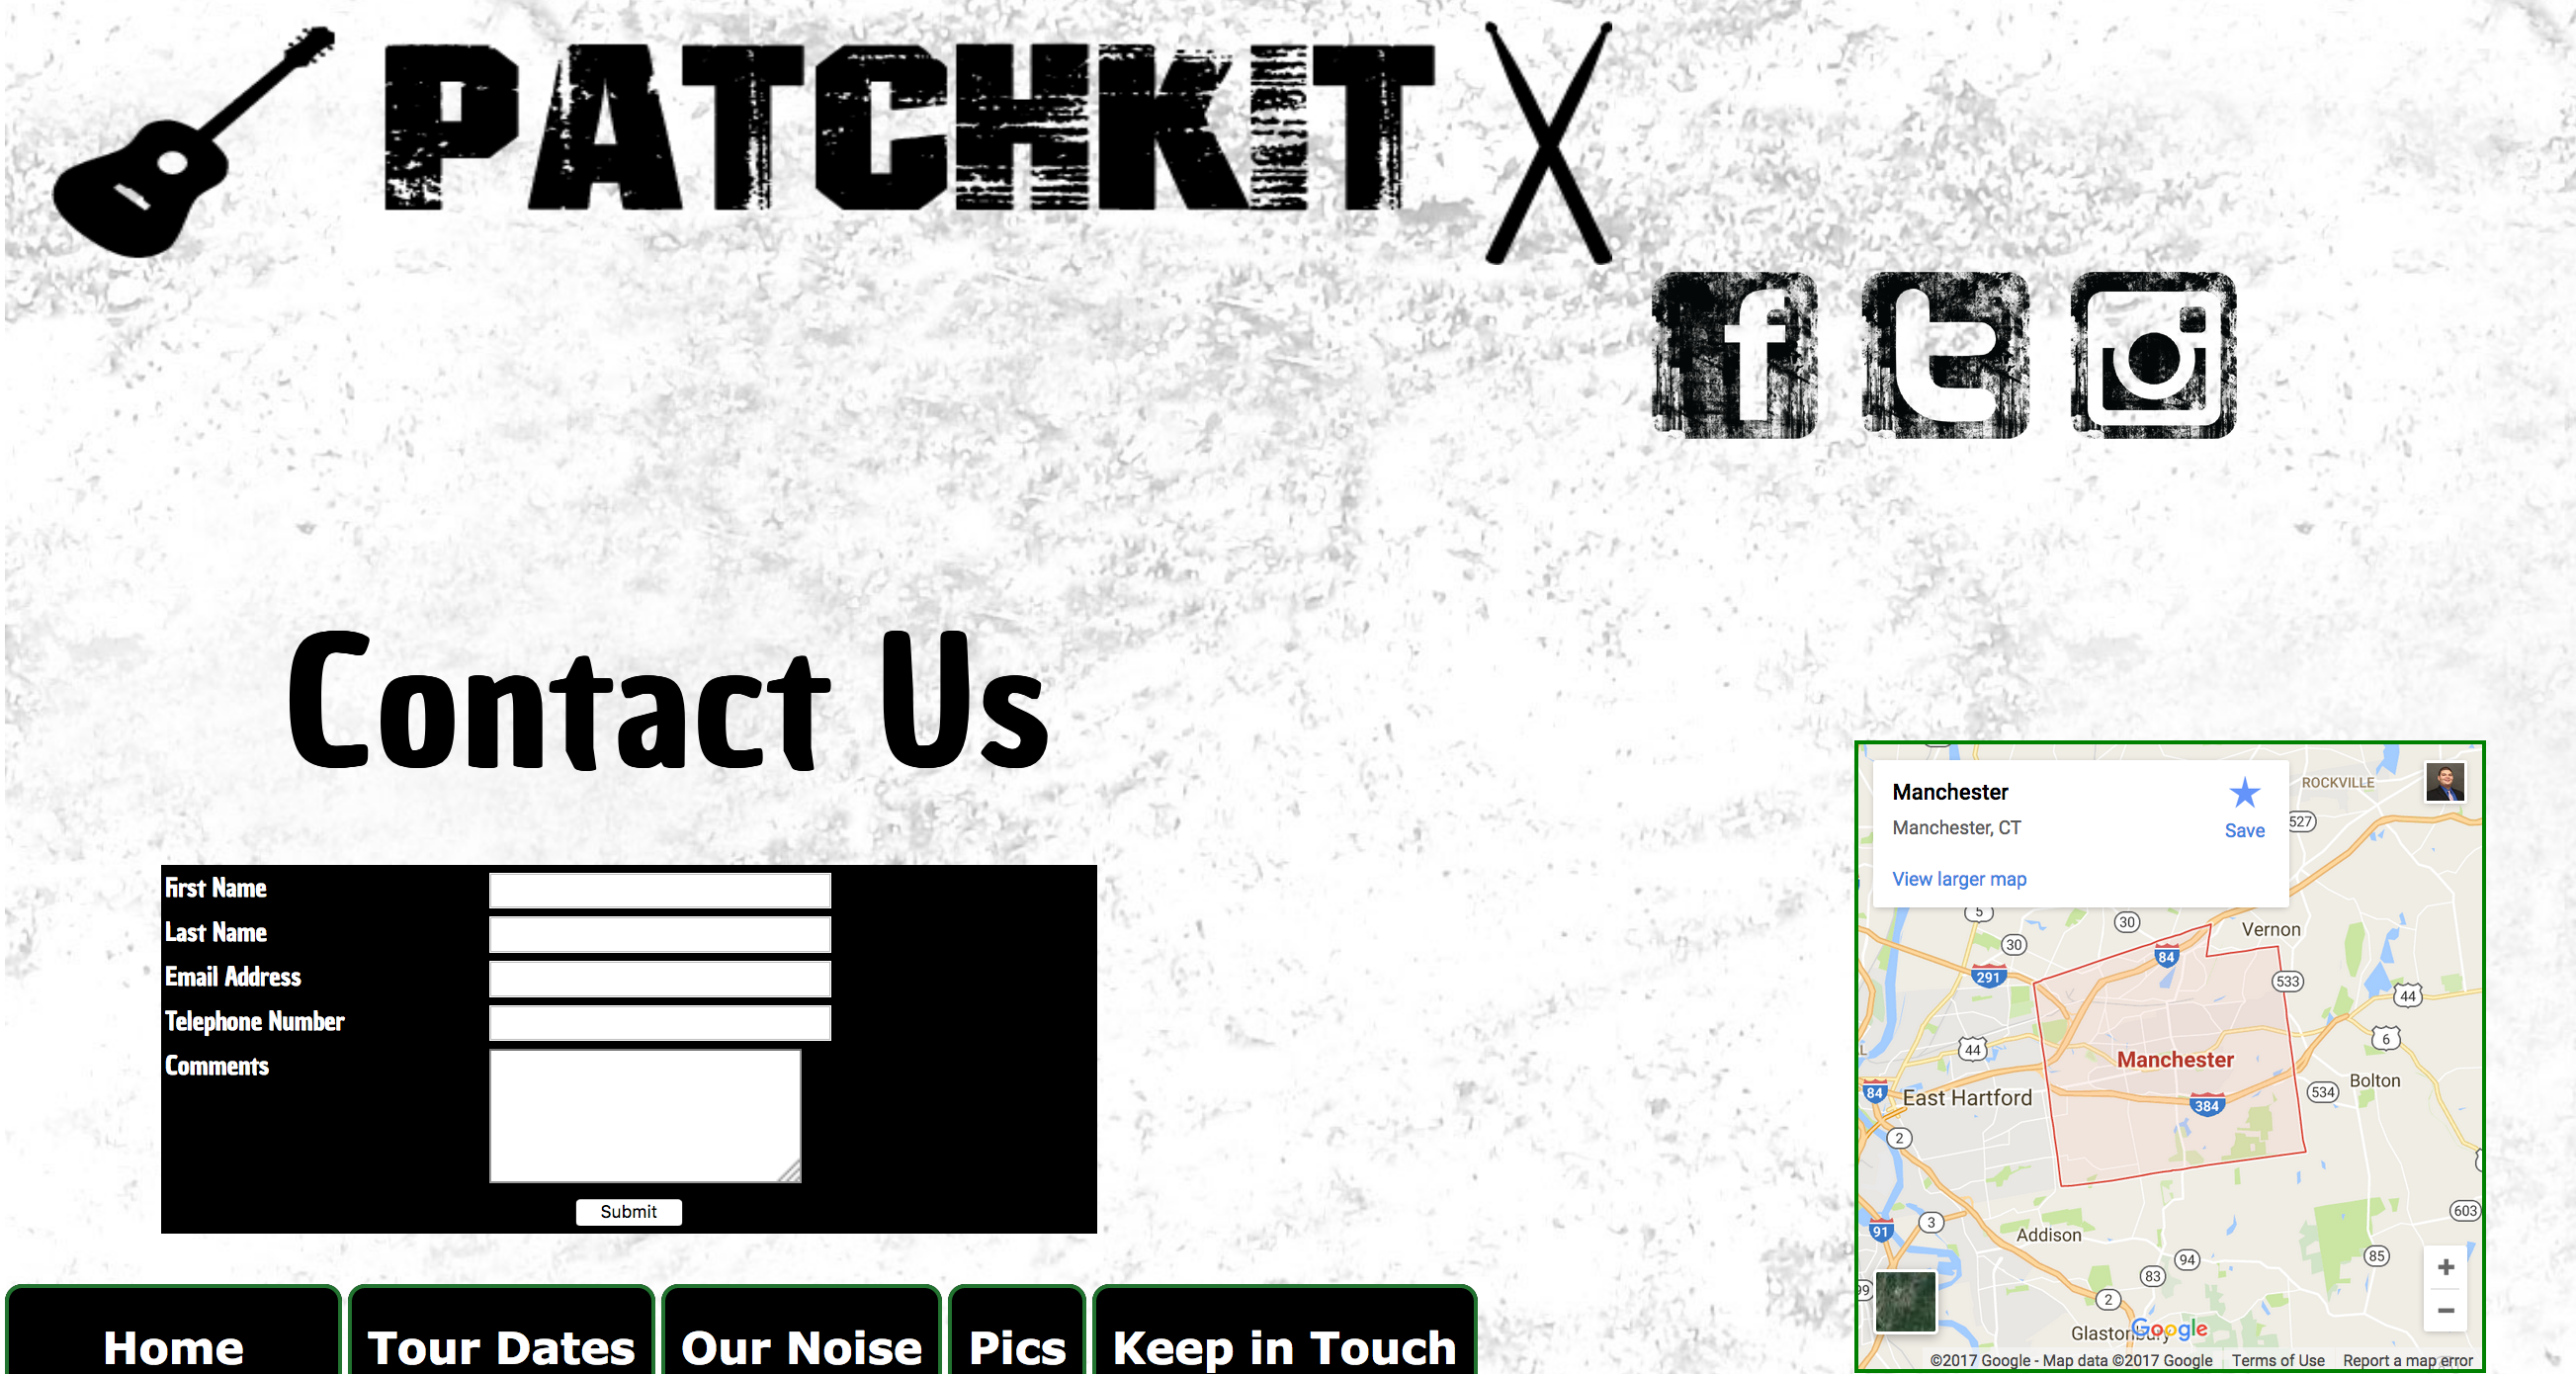 PATCHKIT
Contact Us
First Name
Last Name
Email Address
Telephone Number
Comments
Submit
Home
Tour Dates
Our Noise
Pics
Keep in Touch
Manchester
Manchester, CT
Save
View larger map
ROCKVILLE
527
5
30
30
Vernon
84
291
533
44
44
6
Manchester
Bolton
84
East Hartford
384
534
2
603
3
91
Addison
94
85
83
2
Glastonbury
Google
©2017 Google - Map data ©2017 Google
Terms of Use
Report a map error